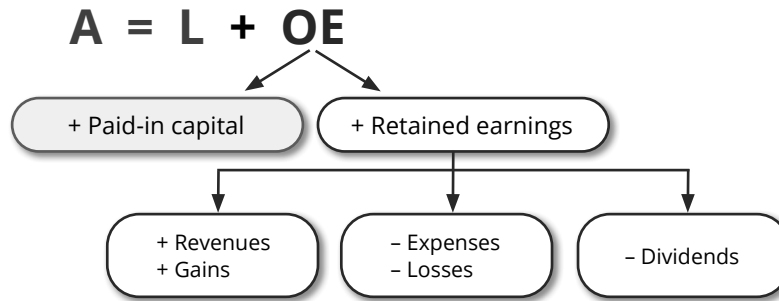 A = L + OE
+ Paid-in capital
+ Retained earnings
+ Revenues
+ Gains
– Expenses
– Losses
– Dividends